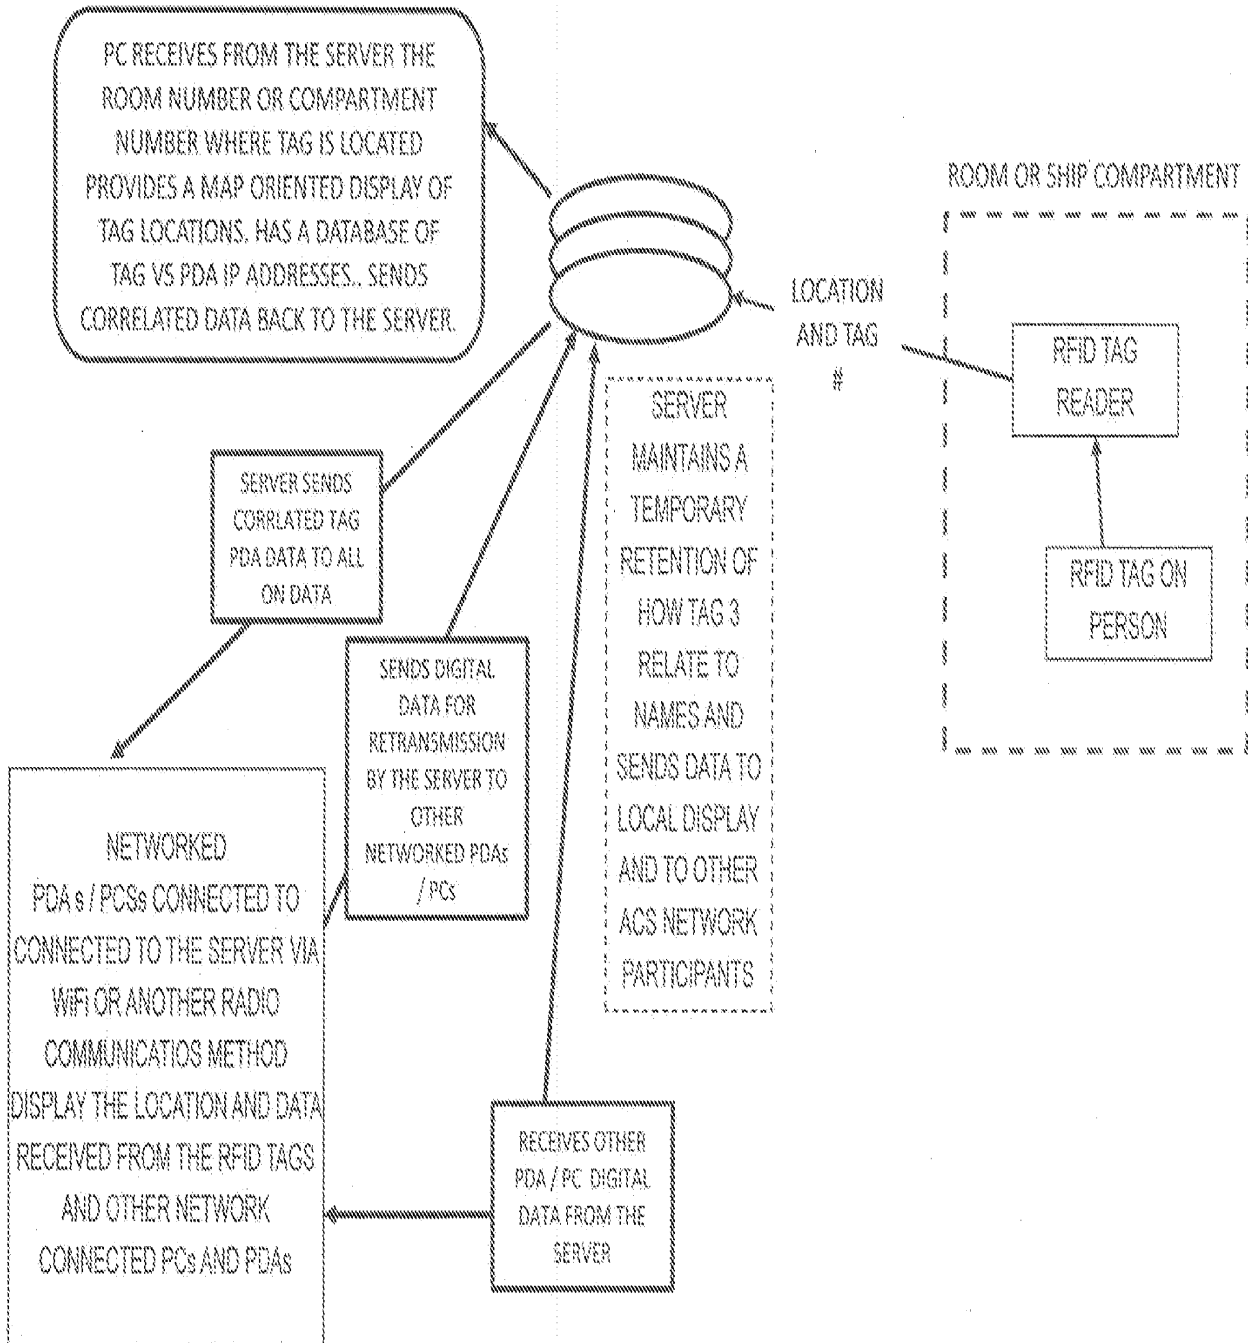 PC RECEIVES FROM THE SERVER THE
ROOM NUMBER OR COMPARTMENT
NUMBER WHERE TAG IS LOCATED
PROVIDES A MAP ORIENTED DISPLAY OF
TAG LOCATIONS. HAS A DATABASE OF
TAG VS PDA IP ADDRESSES.. SENDS
CORRELATED DATA BACK TO THE SERVER.
ROOM OR SHIP COMPARTMENT
LOCATION
AND TAG
#
RFID TAG
READER
RFID TAG ON
PERSON
SERVER
MAINTAINS A
TEMPORARY
RETENTION OF
HOW TAG 3
RELATE TO
NAMES AND
SENDS DATA TO
LOCAL DISPLAY
AND TO OTHER
ACS NETWORK
PARTICIPANTS
SERVER SENDS
CORRLATED TAG
PDA DATA TO ALL
ON DATA
SENDS DIGITAL
DATA FOR
RETRANSMISSION
BY THE SERVER TO
OTHER
NETWORKED PDAs
/ PCs
NETWORKED
PDA s / PCSs CONNECTED TO
CONNECTED TO THE SERVER VIA
WiFi OR ANOTHER RADIO
COMMUNICATIOS METHOD
DISPLAY THE LOCATION AND DATA
RECEIVED FROM THE RFID TAGS
AND OTHER NETWORK
CONNECTED PCs AND PDAs
RECEIVES OTHER
PDA / PC DIGITAL
DATA FROM THE
SERVER